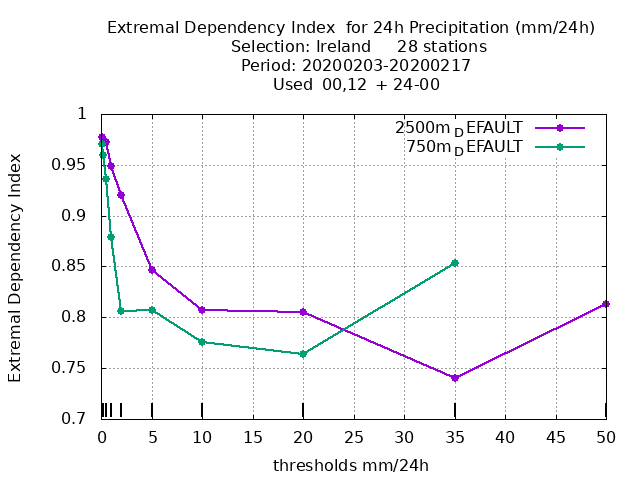 Extremal Dependency Index  for 24h Precipitation (mm/24h)
Selection: Ireland     28 stations
Period: 20200203-20200217
Used  00,12  + 24-00
1
0.95
0.9
0.85
0.8
0.75
0.7
Extremal Dependency Index
2500m_DEFAULT
750m_DEFAULT
0 5 10 15 20 25 30 35 40 45 50
thresholds mm/24h